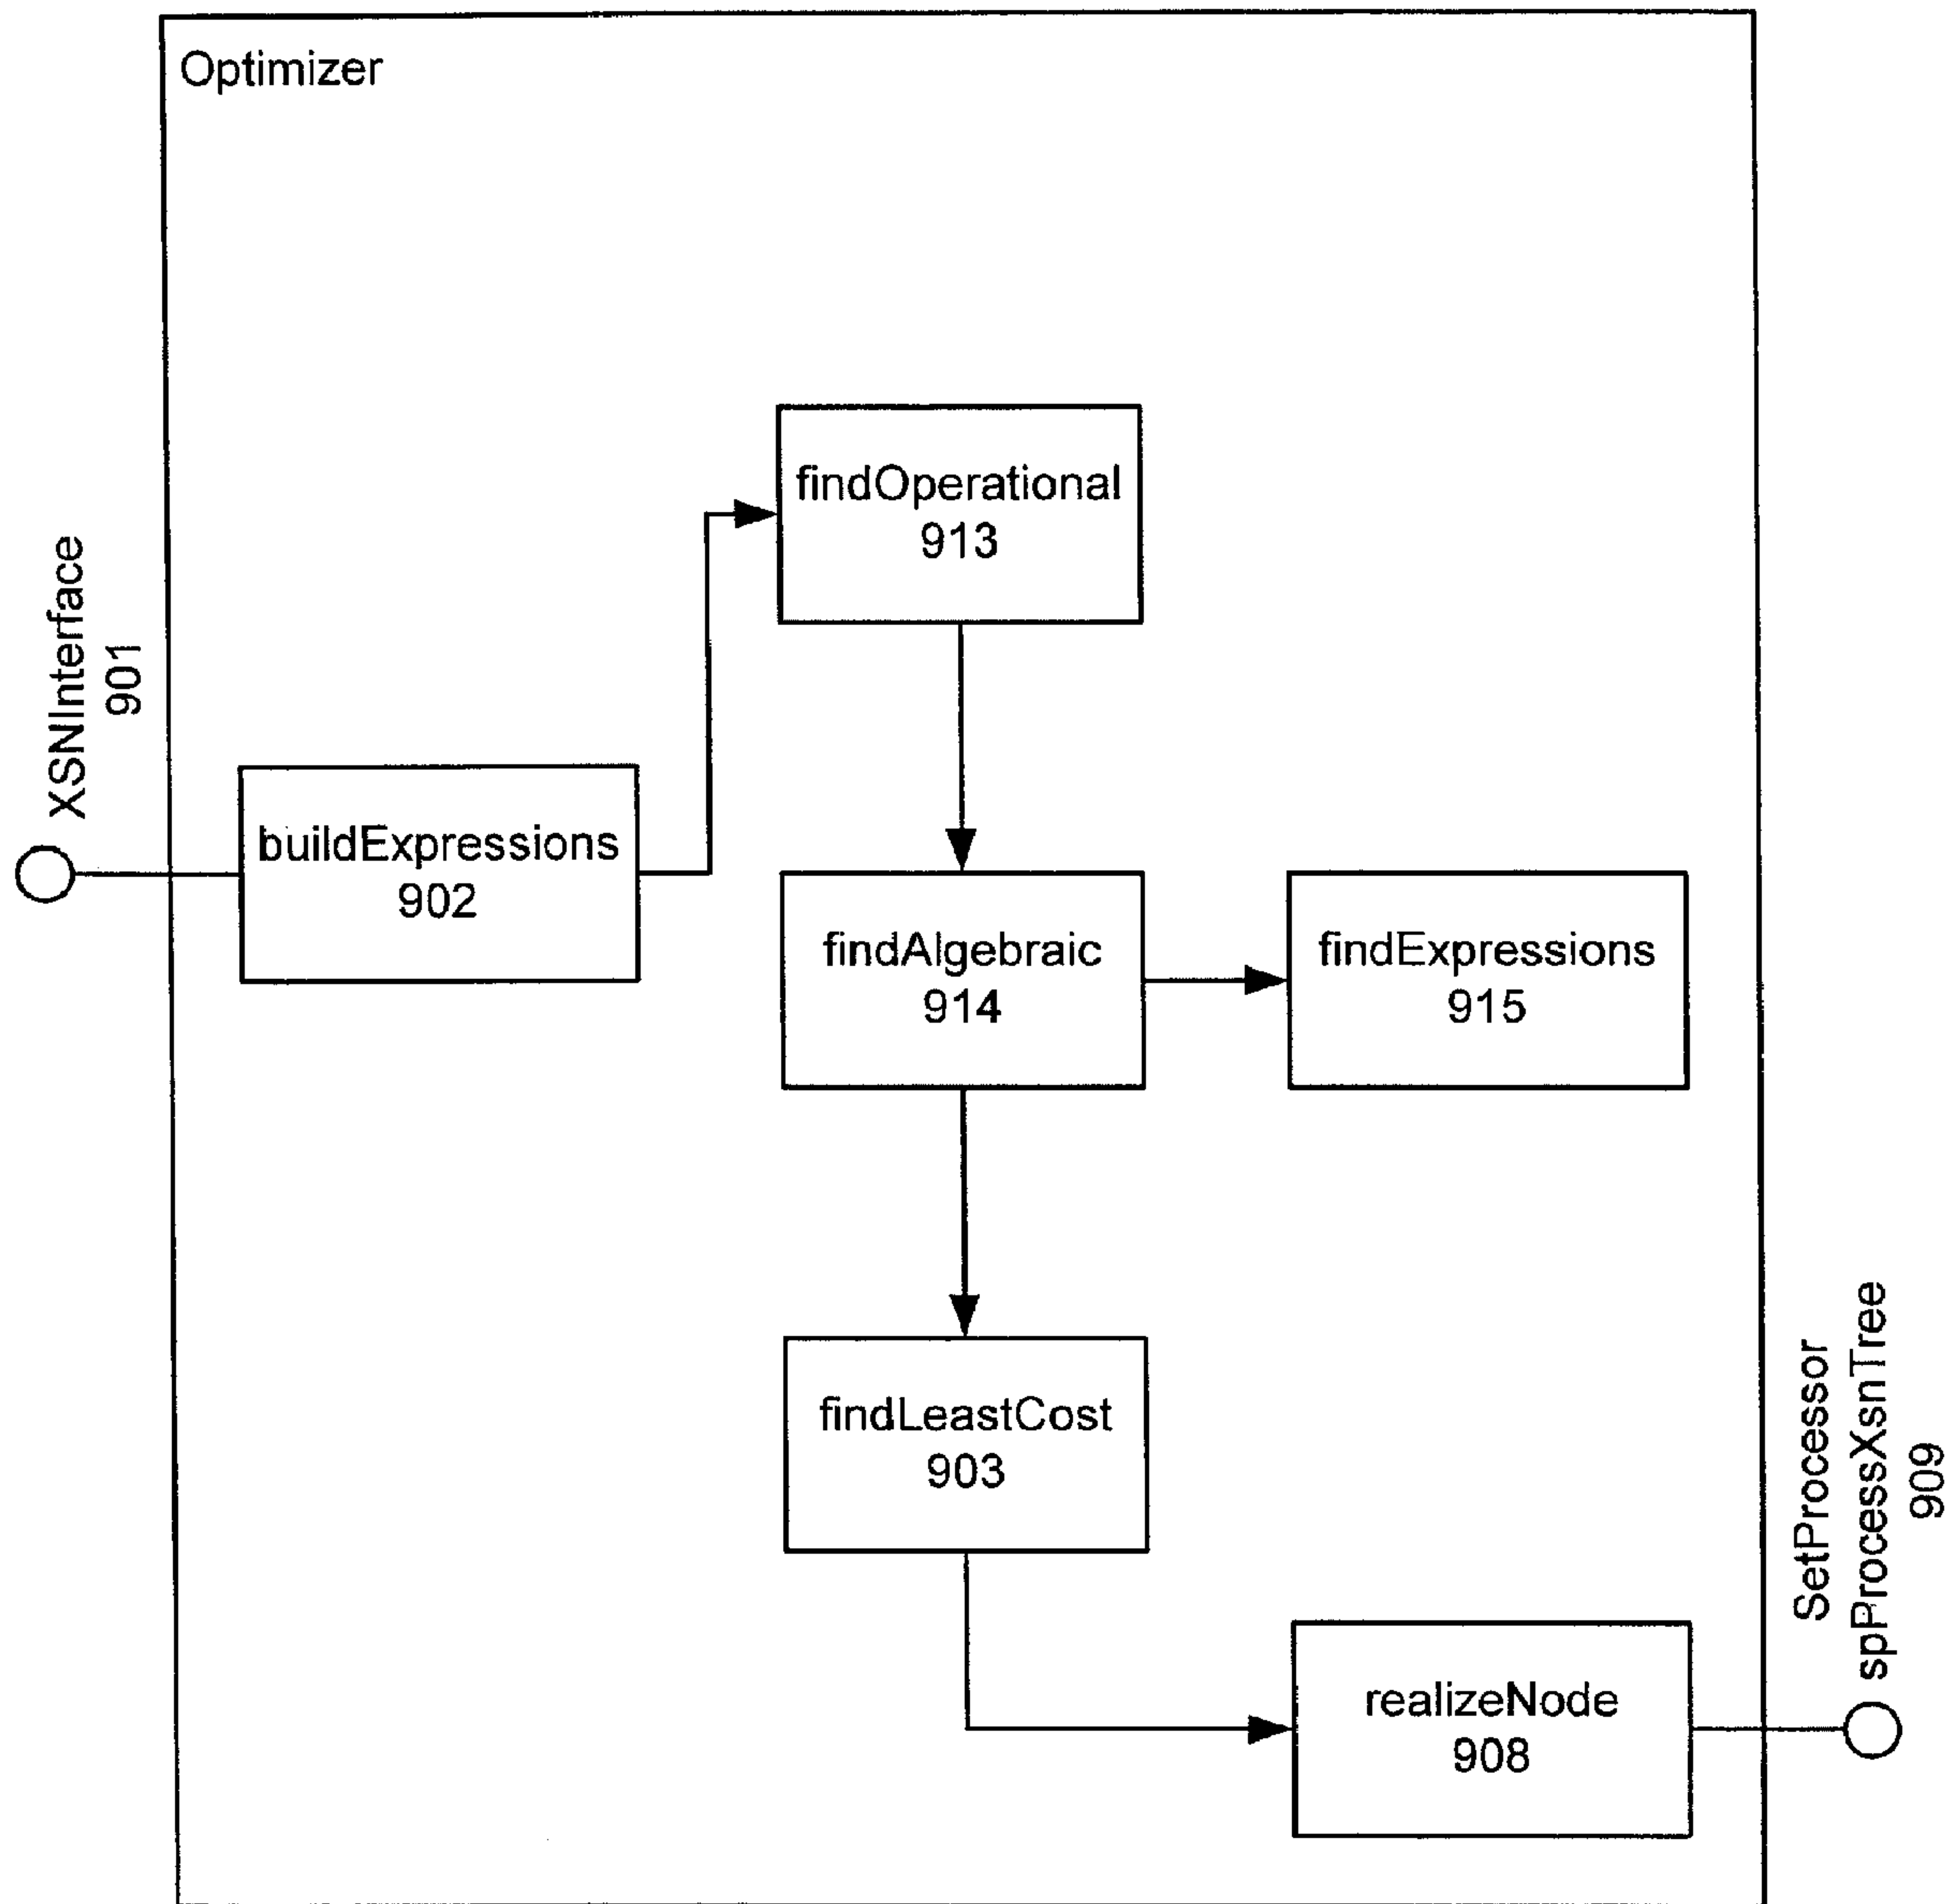 Optimizer
findOperational
913
XSNInterface
901
buildExpressions
902
findAlgebraic
914
findExpressions
915
findLeastCost
903
SetProcessor
spProcessXsnTree
909
realizeNode
908